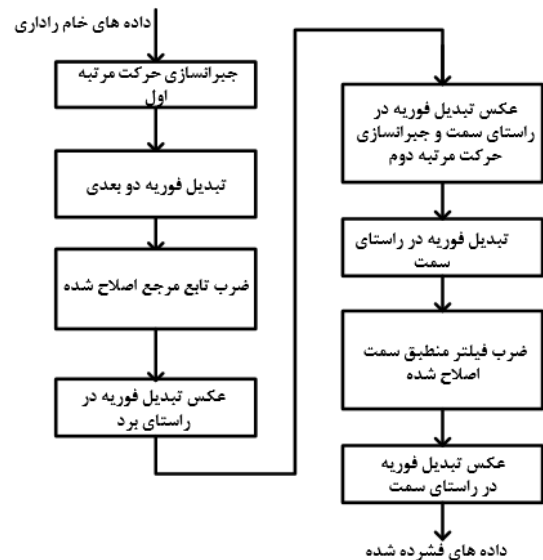 داده های خام راداری
جبرانسازی حرکت مرتبه
اول
تبدیل فوریه دو بعدی
ضرب تابع مرجع اصلاح شده
عکس تبدیل فوریه در
راستای برد
عکس تبدیل فوریه در
راستای سمت و جبرانسازی
حرکت مرتبه دوم
تبدیل فوریه در راستای
سمت
ضرب فیلتر منطبق سمت
اصلاح شده
عکس تبدیل فوریه
در راستای سمت
داده های فشرده شده